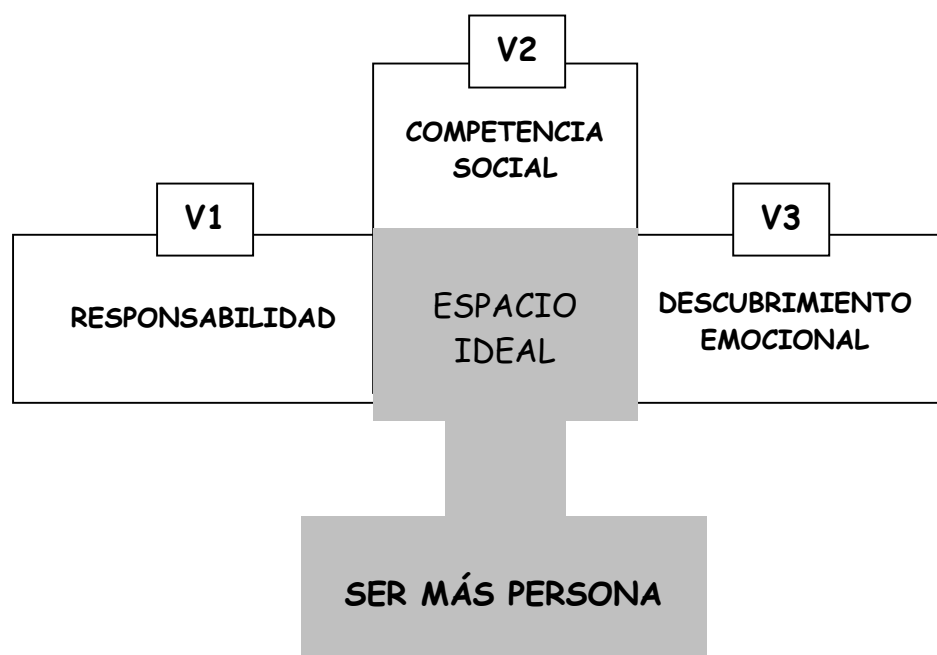 V2
COMPETENCIA
SOCIAL
V1
RESPONSABILIDAD
ESPACIO
IDEAL
V3
DESCUBRIMIENTO
EMOCIONAL
SER MÁS PERSONA